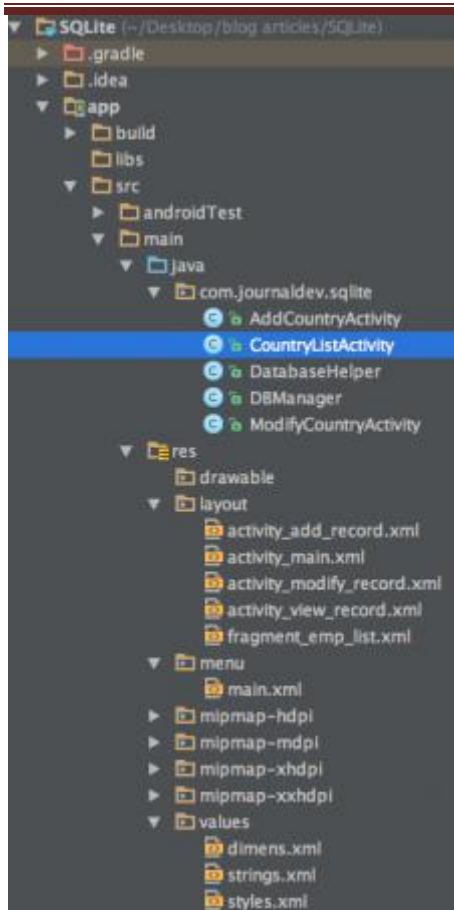 SQLite (~/Desktop/blog articles/SQLite)
.gradle
.idea
app
build
libs
src
androidTest
main
java
com.journaldev.sqlite
AddCountryActivity
CountryListActivity
DatabaseHelper
DBManager
ModifyCountryActivity
res
drawable
layout
activity_add_record.xml
activity_main.xml
activity_modify_record.xml
activity_view_record.xml
fragment_emp_list.xml
menu
main.xml
mipmap-hdpi
mipmap-mdpi
mipmap-xhdpi
mipmap-xxhdpi
values
dimens.xml
strings.xml
styles.xml